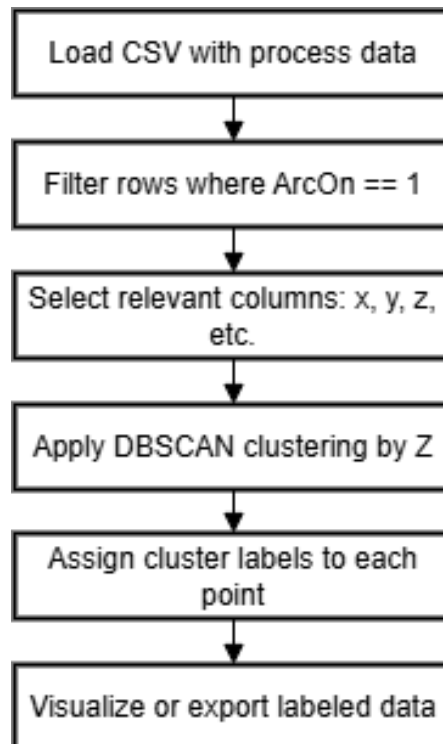 Load CSV with process data
Filter rows where ArcOn == 1
Select relevant columns: x, y, z,
etc.
Apply DBSCAN clustering by Z
Assign cluster labels to each
point
Visualize or export labeled data